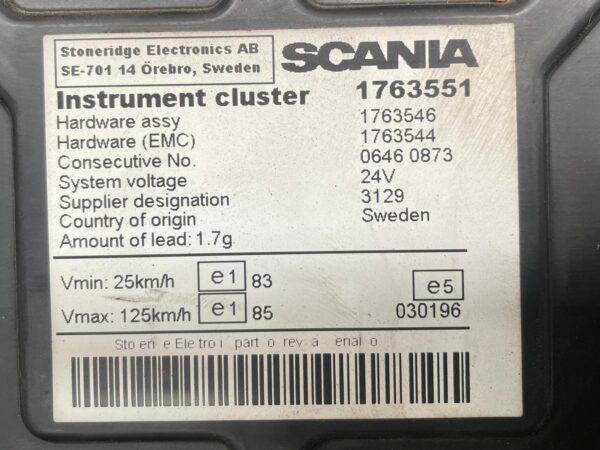 Stoneridge Electronics AB
SE-701 14 Örebro, Sweden
SCANIA
Instrument cluster 1763551
Hardware assy 1763546
Hardware (EMC) 1763544
Consecutive No. 0646 0873
System voltage 24V
Supplier designation 3129
Country of origin Sweden
Amount of lead: 1.7g
Vmin: 25km/h e1 83
e5
Vmax: 125km/h e1 85 030196